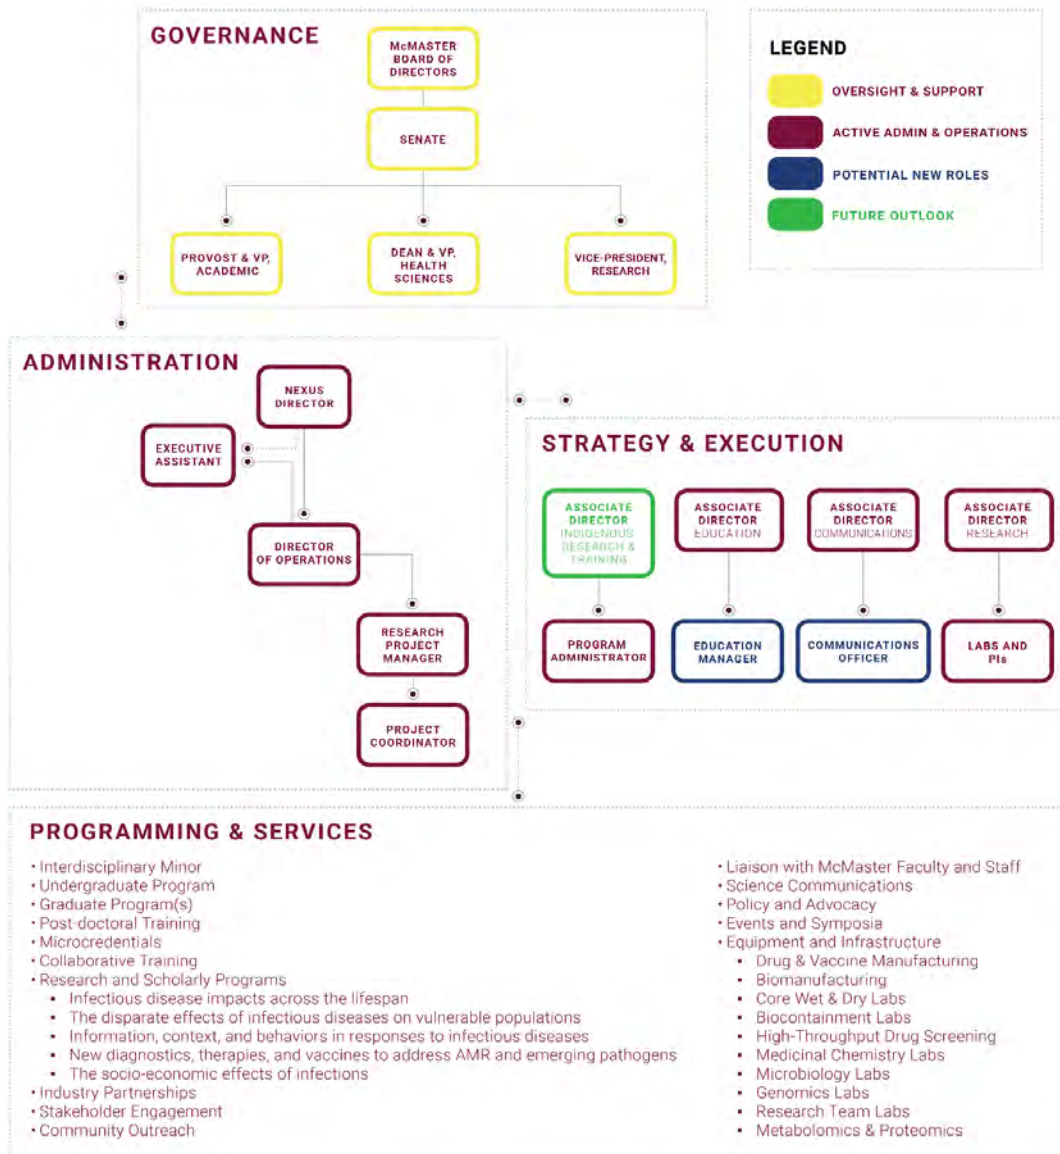 GOVERNANCE
McMASTER
BOARD OF
DIRECTORS
SENATE
PROVOST & VP,
ACADEMIC
DEAN & VP,
HEALTH
SCIENCES
VICE-PRESIDENT,
RESEARCH
LEGEND
OVERSIGHT & SUPPORT
ACTIVE ADMIN & OPERATIONS
POTENTIAL NEW ROLES
FUTURE OUTLOOK
ADMINISTRATION
NEXUS
DIRECTOR
EXECUTIVE
ASSISTANT
DIRECTOR
OF OPERATIONS
RESEARCH
PROJECT
MANAGER
PROJECT
COORDINATOR
STRATEGY & EXECUTION
ASSOCIATE
DIRECTOR
INDIGENOUS
RESEARCH &
TRAINING
ASSOCIATE
DIRECTOR
EDUCATION
ASSOCIATE
DIRECTOR
COMMUNICATIONS
ASSOCIATE
DIRECTOR
RESEARCH
PROGRAM
ADMINISTRATOR
EDUCATION
MANAGER
COMMUNICATIONS
OFFICER
LABS AND
PIs
PROGRAMMING & SERVICES
• Interdisciplinary Minor
• Undergraduate Program
• Graduate Program(s)
• Post-doctoral Training
• Microcredentials
• Collaborative Training
• Research and Scholarly Programs
▪ Infectious disease impacts across the lifespan
▪ The disparate effects of infectious diseases on vulnerable populations
▪ Information, context, and behaviors in responses to infectious diseases
▪ New diagnostics, therapies, and vaccines to address AMR and emerging pathogens
▪ The socio-economic effects of infections
• Industry Partnerships
• Stakeholder Engagement
• Community Outreach
• Liaison with McMaster Faculty and Staff
• Science Communications
• Policy and Advocacy
• Events and Symposia
• Equipment and Infrastructure
▪ Drug & Vaccine Manufacturing
▪ Biomanufacturing
▪ Core Wet & Dry Labs
▪ Biocontainment Labs
▪ High-Throughput Drug Screening
▪ Medicinal Chemistry Labs
▪ Microbiology Labs
▪ Genomics Labs
▪ Research Team Labs
▪ Metabolomics & Proteomics